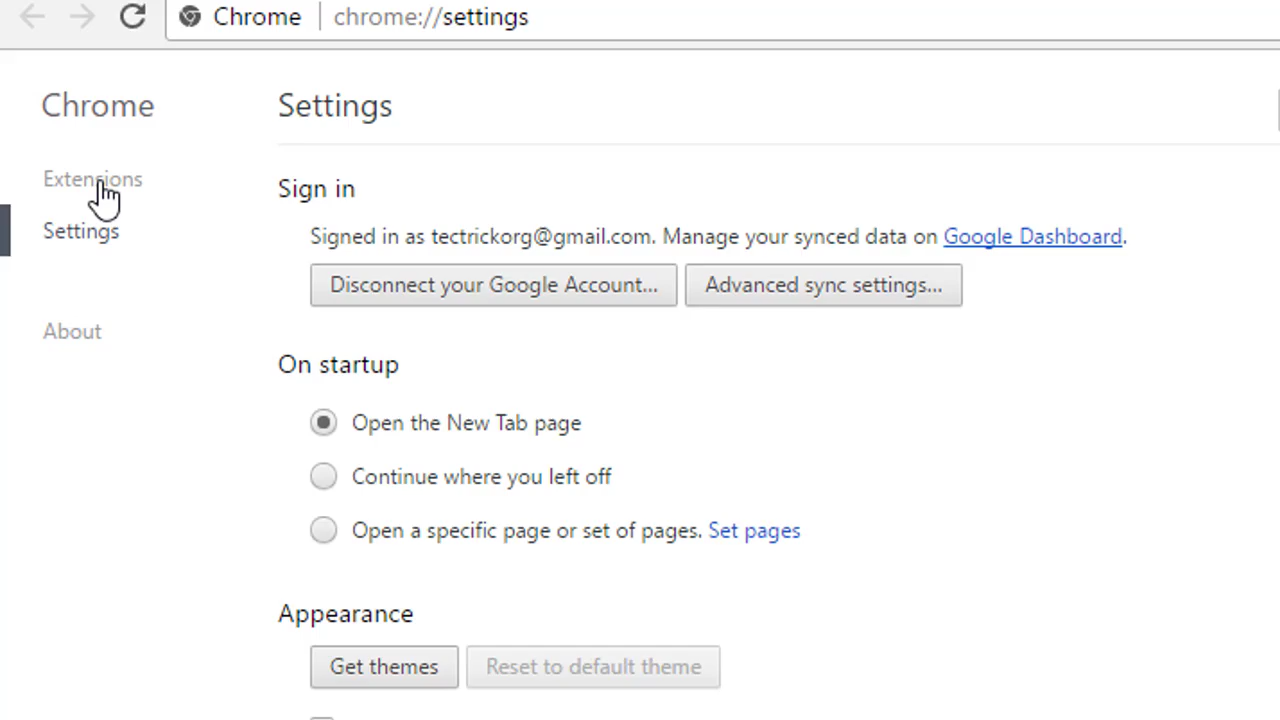 Chrome chrome://settings
Chrome
Settings
Extensions
Settings
About
Sign in
Signed in as tectrickorg@gmail.com. Manage your synced data on Google Dashboard.
Disconnect your Google Account... Advanced sync settings...
On startup
Open the New Tab page
Continue where you left off
Open a specific page or set of pages. Set pages
Appearance
Get themes Reset to default theme